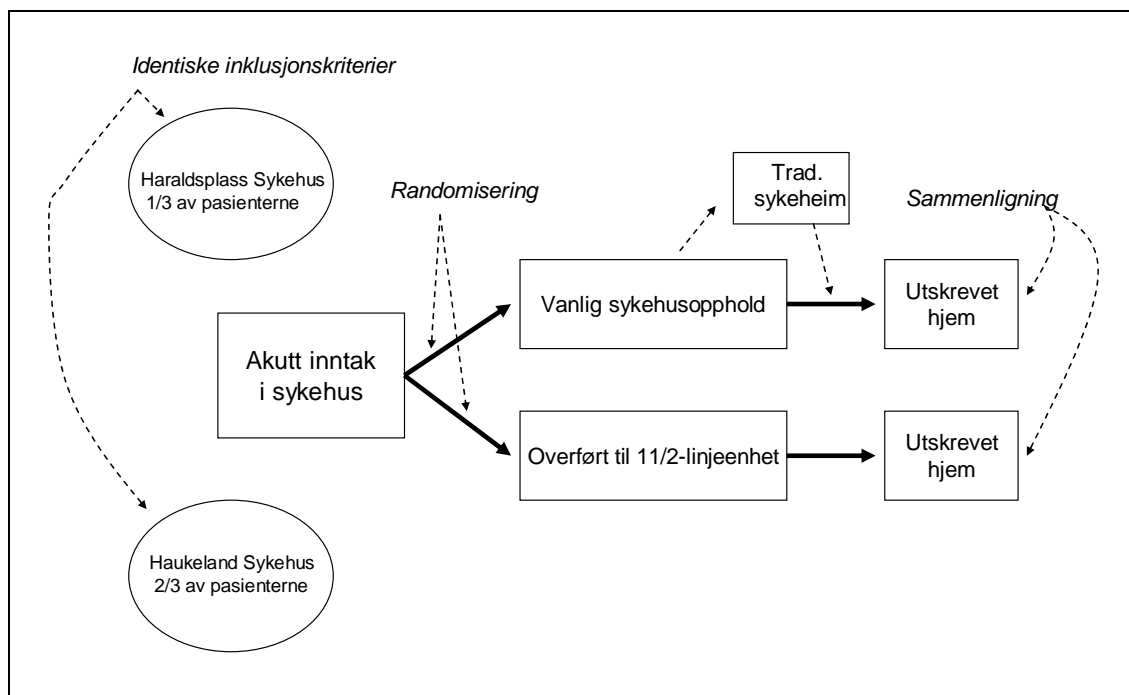 Identiske inklusjonskriterier
Haraldsplass Sykehus
1/3 av pasienterne
Randomisering
Trad.
sykeheim
Sammenligning
Vanlig sykehusopphold
Utskrevet
hjem
Akutt inntak
i sykehus
Overført til 11/2-linjeenhet
Utskrevet
hjem
Haukeland Sykehus
2/3 av pasienterne